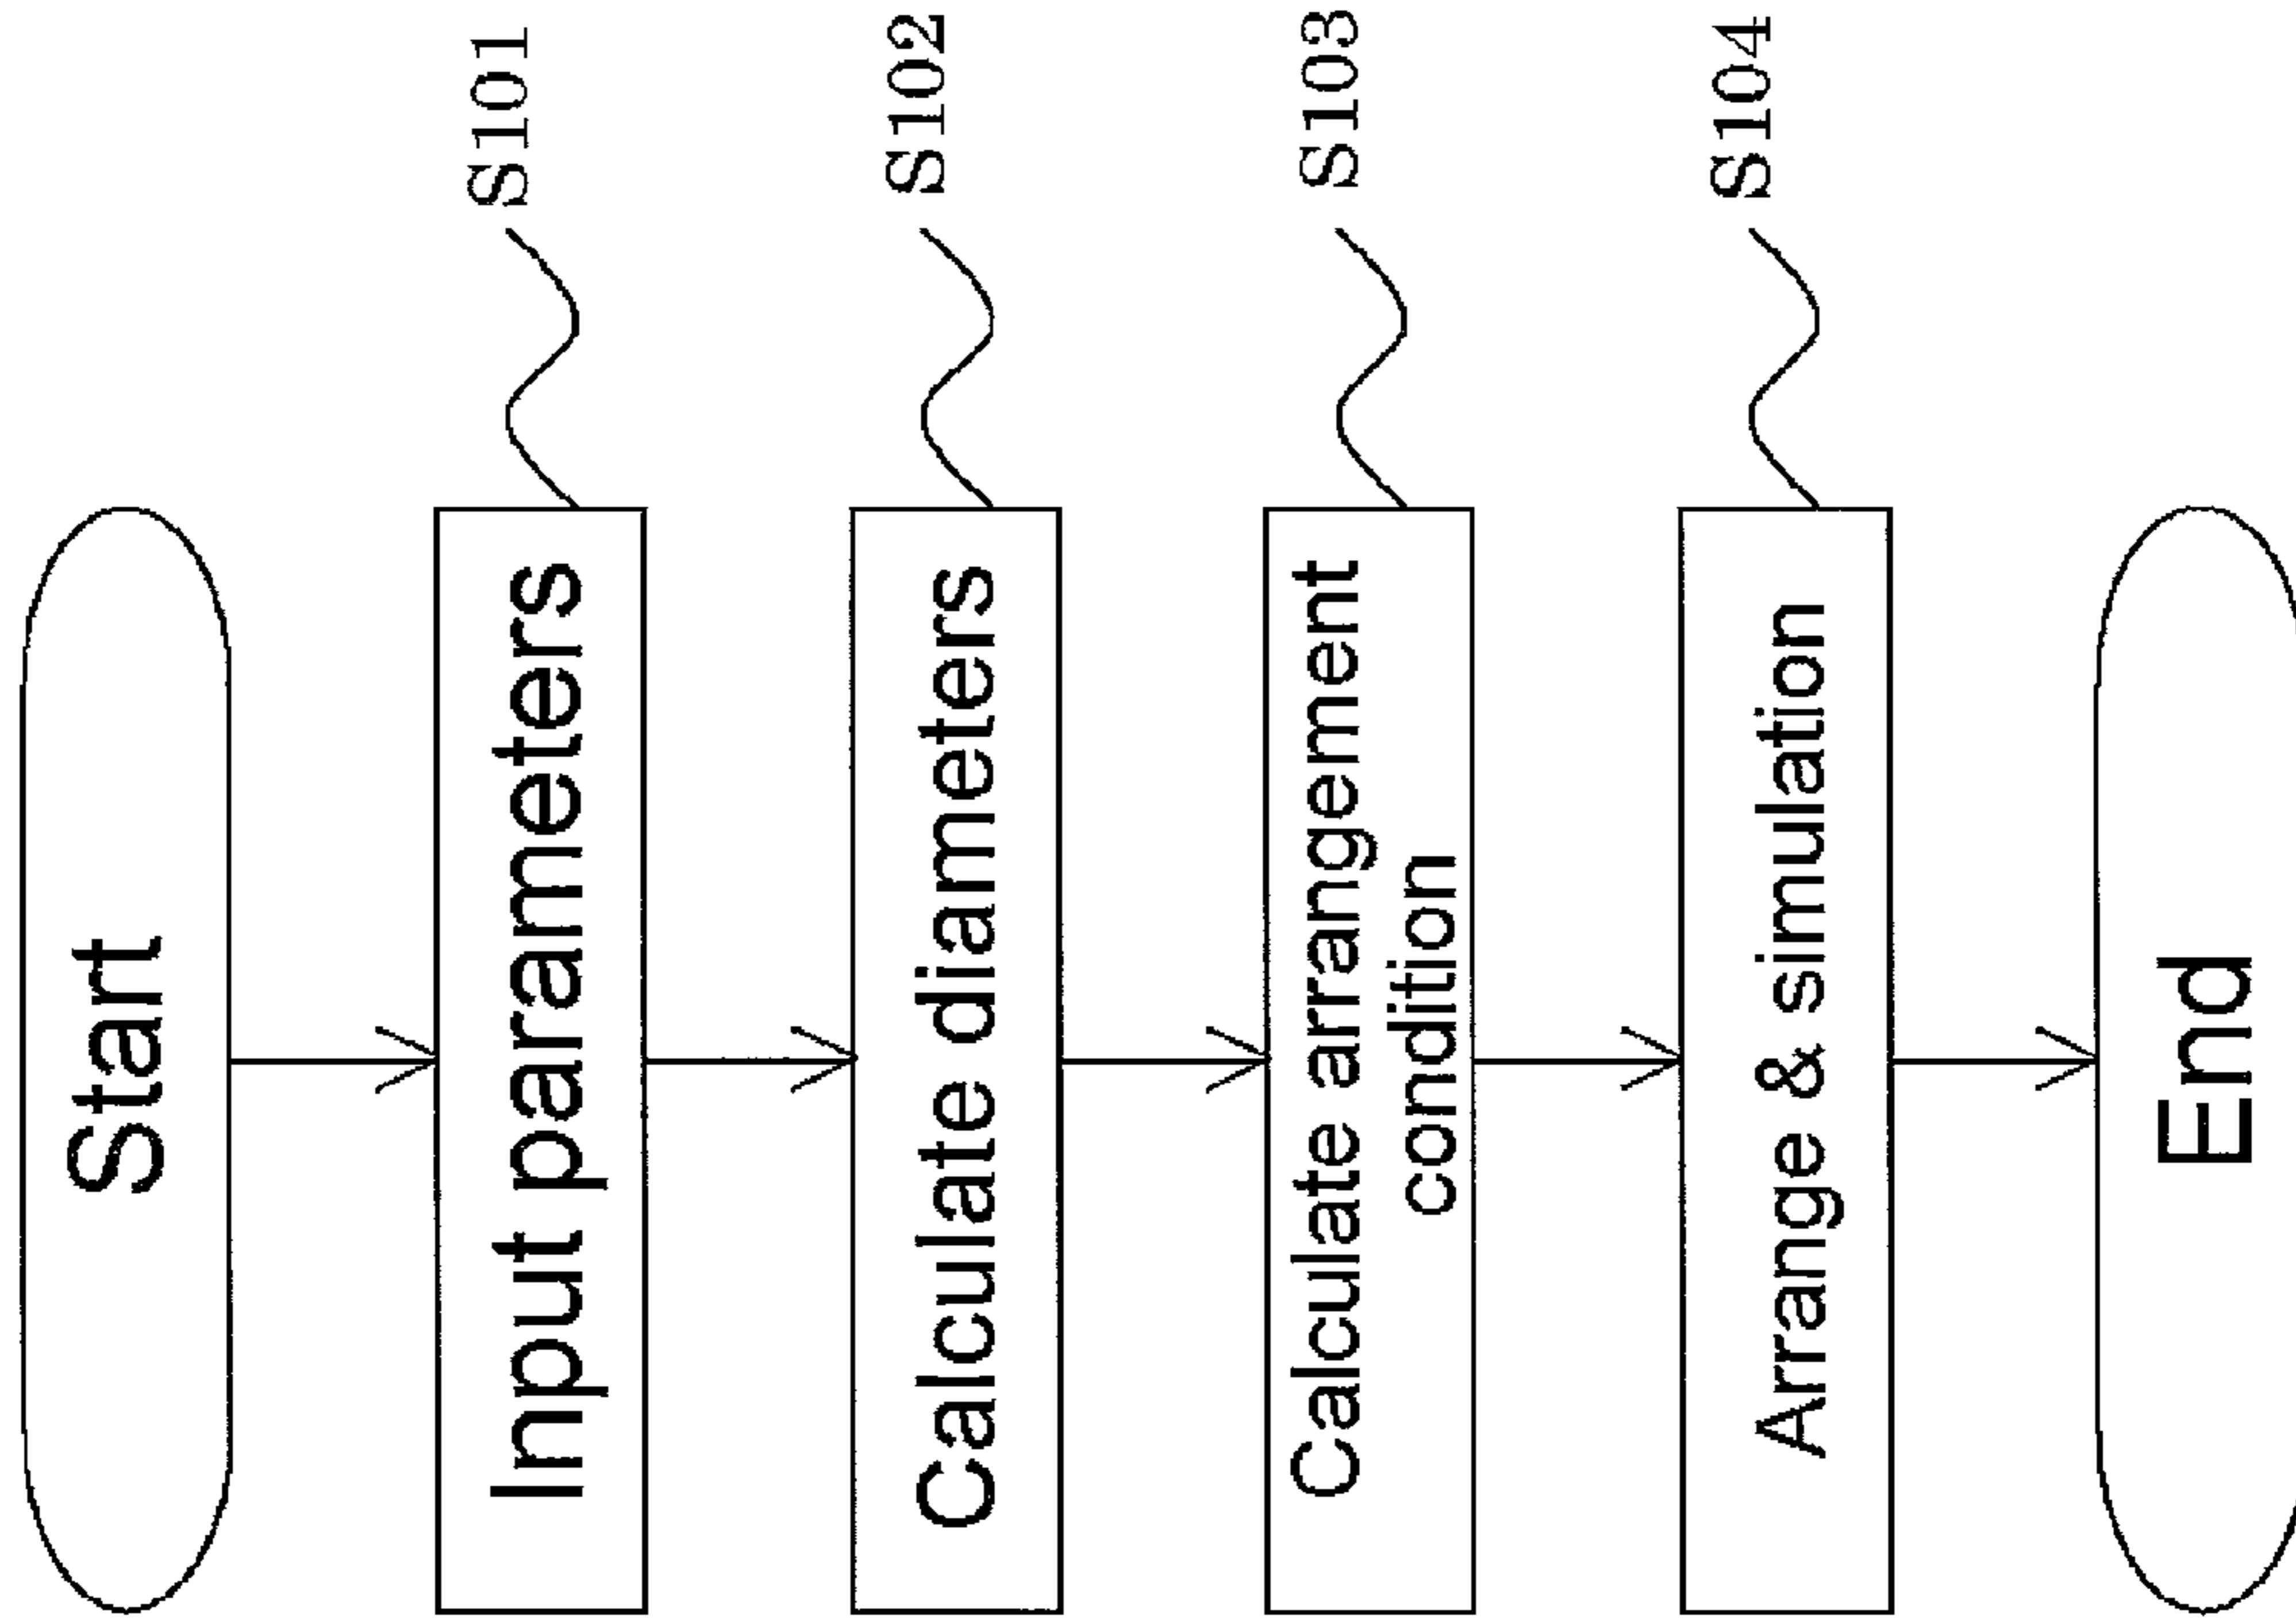 Start
Input parameters
S101
Calculate diameters
S102
Calculate arrangement
condition
S103
Arrange & simulation
S104
End